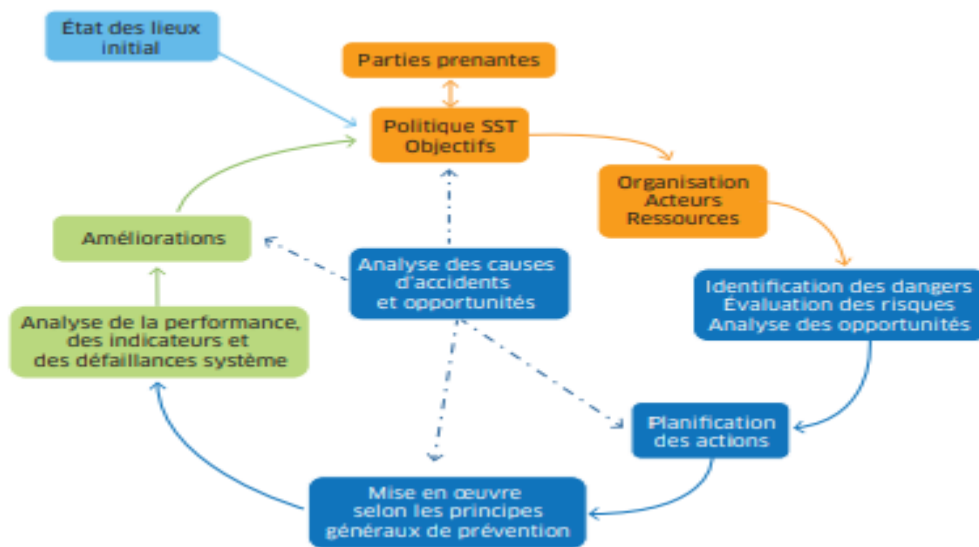 État des lieux
initial
Parties prenantes
Politique SST
Objectifs
Organisation
Acteurs
Ressources
Améliorations
Analyse des causes
d'accidents
et opportunités
Identification des dangers
Évaluation des risques
Analyse des opportunités
Analyse de la performance,
des indicateurs et
des défaillances système
Planification
des actions
Mise en œuvre
selon les principes
généraux de prévention